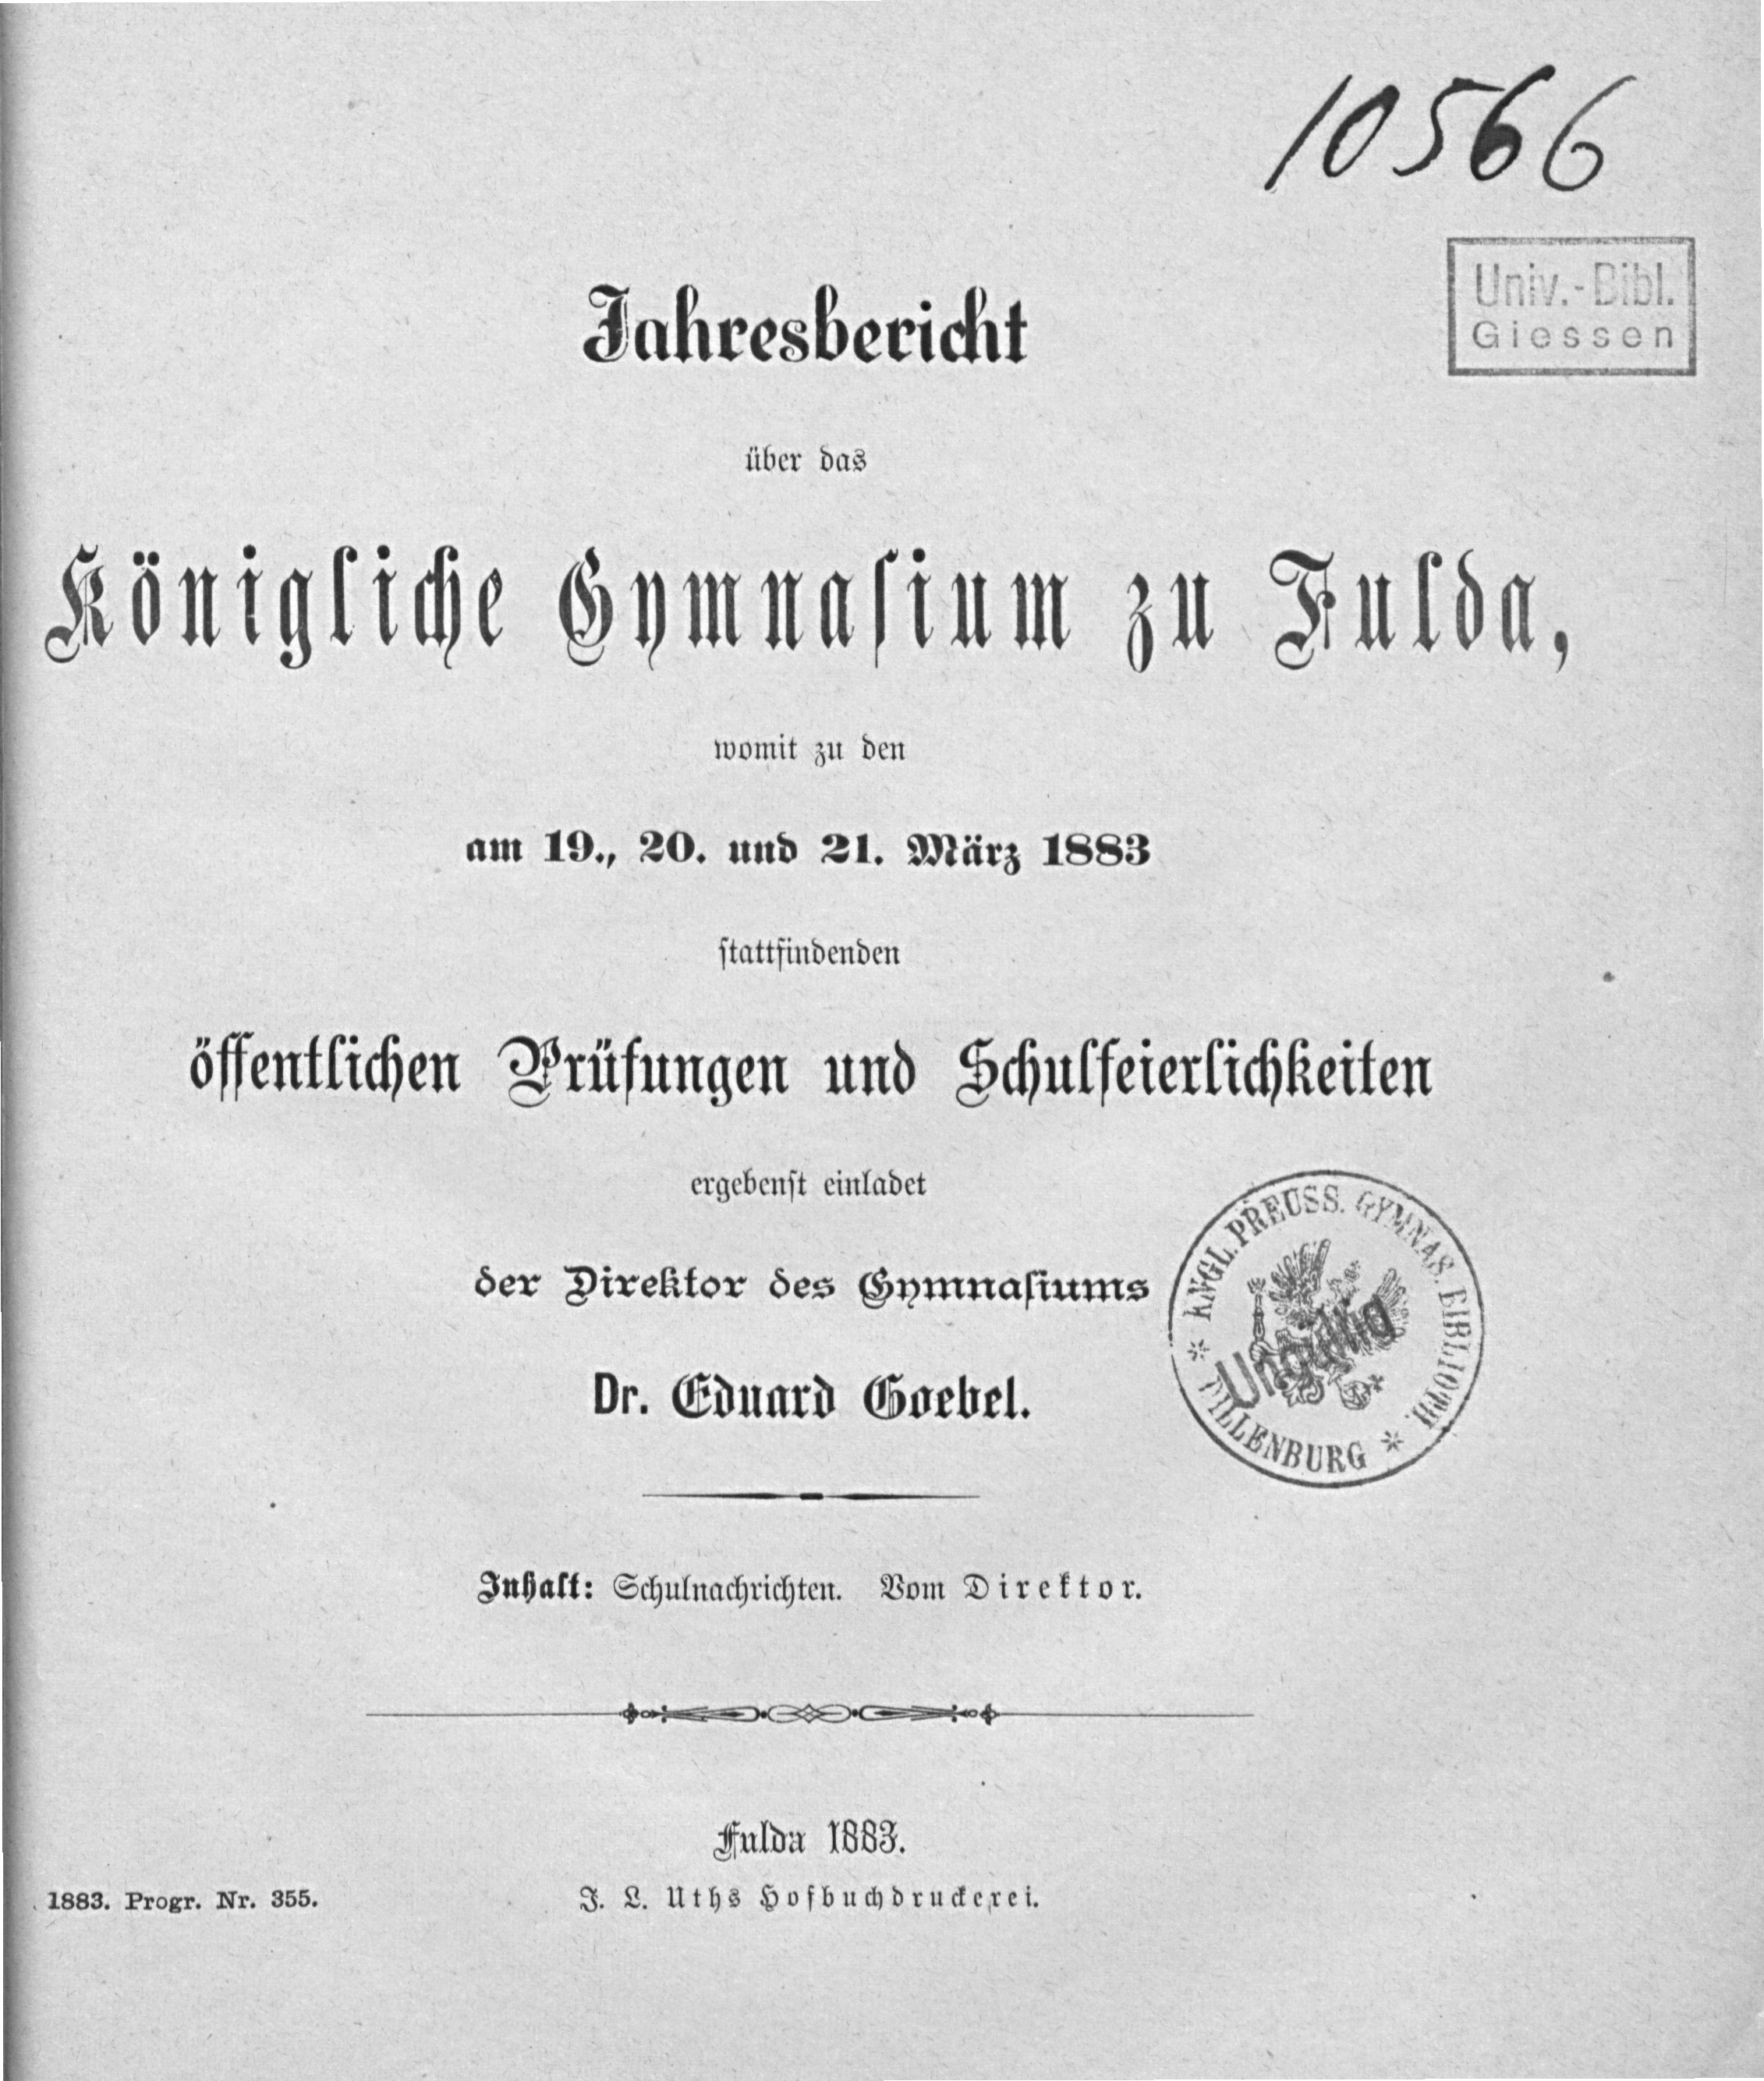 10566
Univ.-Bibl.
Giessen
Jahresbericht
über das
Königliche Gymnasium zu Fulda,
womit zu den
am 19., 20. und 21. März 1883
stattfindenden
öffentlichen Prüfungen und Schulfeierlichkeiten
ergebenst einladet
der Direktor des Gymnasiums
Dr. Eduard Goebel.
KNGL. PREUSS. GYMNAS. BIBLIOTH.
* DILLENBURG *
Ungültig
Inhalt: Schulnachrichten. Vom Direktor.
Fulda 1883.
1883. Progr. Nr. 355.
J. L. Uths Hofbuchdruckerei.